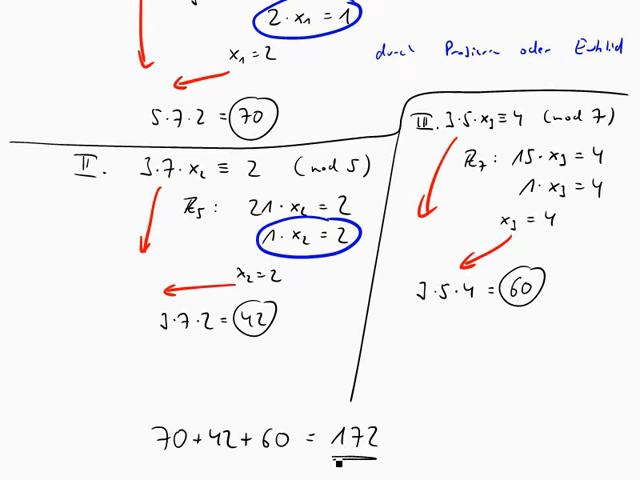 2·x₁ = 1
x₁ = 2
durch Probieren oder Euklid
5·7·2 = 70
II. 3·7·x₂ ≡ 2 (mod 5)
ℤ₅: 21·x₂ = 2
1·x₂ = 2
x₂ = 2
3·7·2 = 42
III. 3·5·x₃ ≡ 4 (mod 7)
ℤ₇: 15·x₃ = 4
1·x₃ = 4
x₃ = 4
3·5·4 = 60
70+42+60 = 172